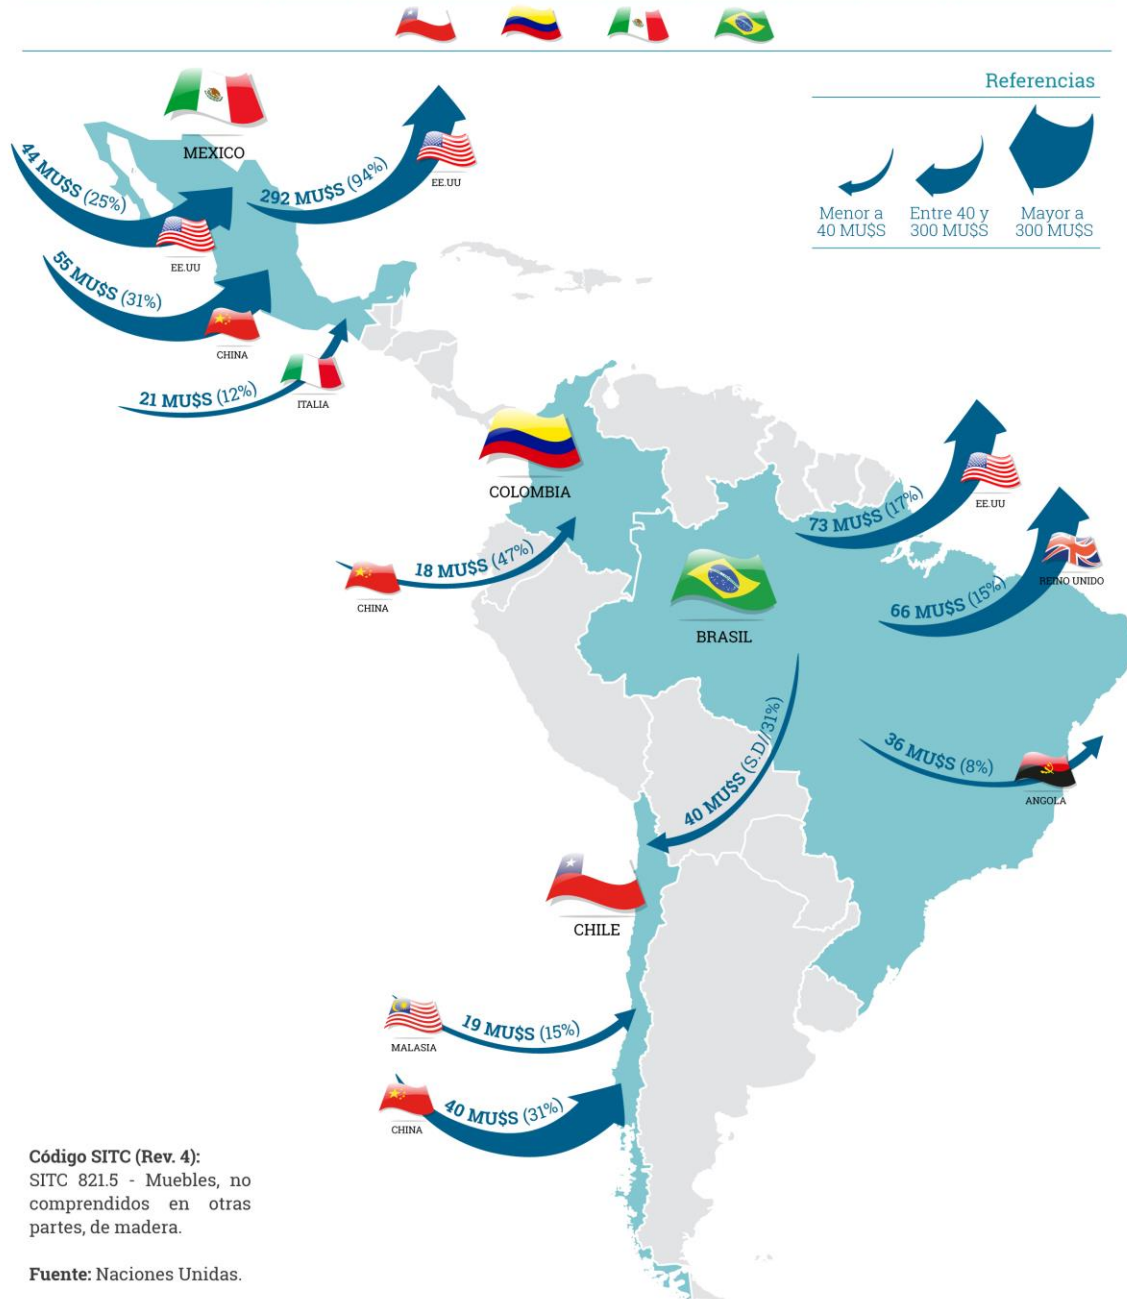 Referencias
Menor a
40 MU$S
Entre 40 y
300 MU$S
Mayor a
300 MU$S
MEXICO
44 MU$S (25%)
EE.UU
292 MU$S (94%)
EE.UU
55 MU$S (31%)
CHINA
21 MU$S (12%)
ITALIA
COLOMBIA
18 MU$S (47%)
CHINA
73 MU$S (17%)
EE.UU
66 MU$S (15%)
REINO UNIDO
BRASIL
40 MU$S (S.D//31%)
36 MU$S (8%)
ANGOLA
CHILE
19 MU$S (15%)
MALASIA
40 MU$S (31%)
CHINA
Código SITC (Rev. 4):
SITC 821.5 - Muebles, no
comprendidos en otras
partes, de madera.
Fuente: Naciones Unidas.